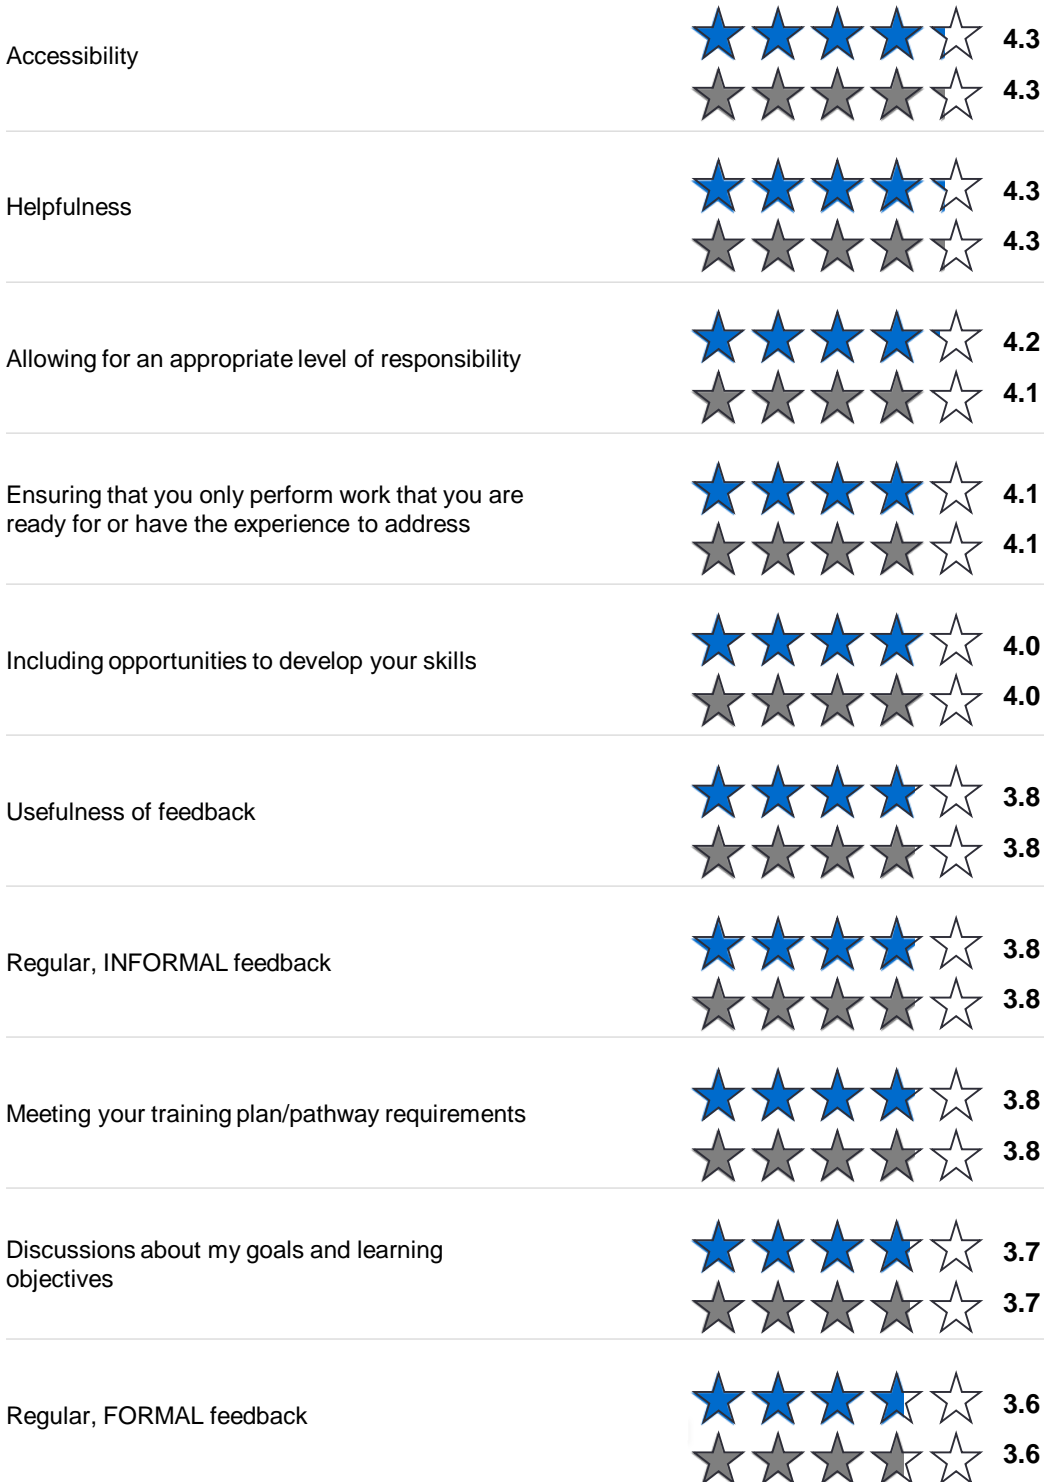 Accessibility
4.3
4.3
Helpfulness
4.3
4.3
Allowing for an appropriate level of responsibility
4.2
4.1
Ensuring that you only perform work that you are
ready for or have the experience to address
4.1
4.1
Including opportunities to develop your skills
4.0
4.0
Usefulness of feedback
3.8
3.8
Regular, INFORMAL feedback
3.8
3.8
Meeting your training plan/pathway requirements
3.8
3.8
Discussions about my goals and learning
objectives
3.7
3.7
Regular, FORMAL feedback
3.6
3.6